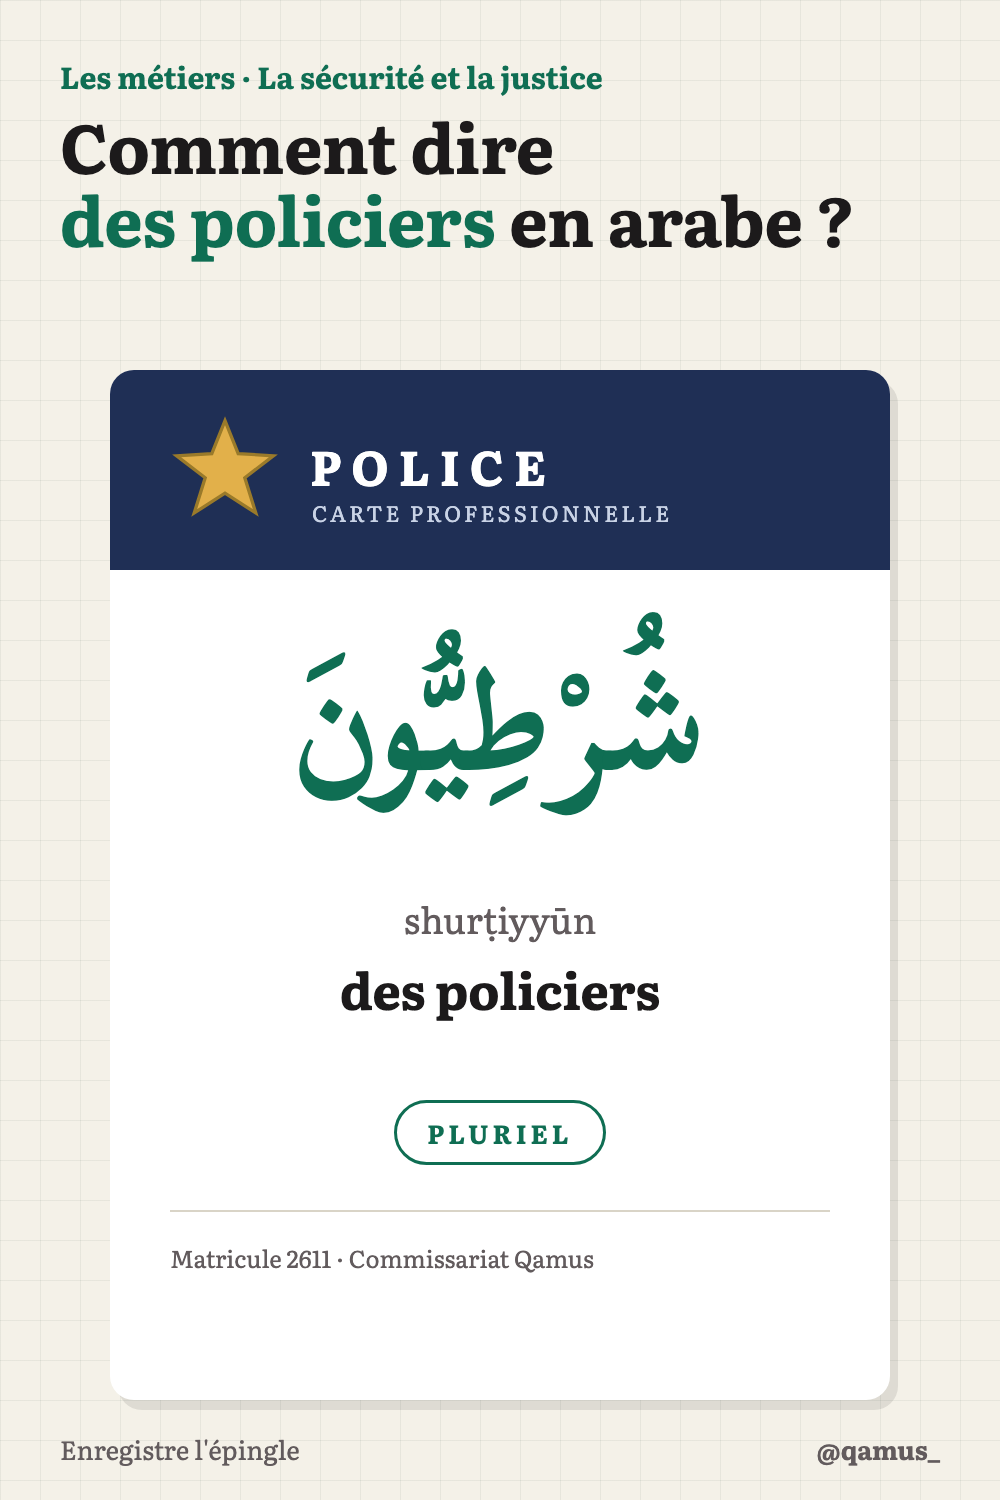 Les métiers · La sécurité et la justice
Comment dire
des policiers en arabe ?
POLICE
CARTE PROFESSIONNELLE
شُرْطِيُّونَ
shurṭiyyūn
des policiers
PLURIEL
Matricule 2611 · Commissariat Qamus
Enregistre l'épingle
@qamus_